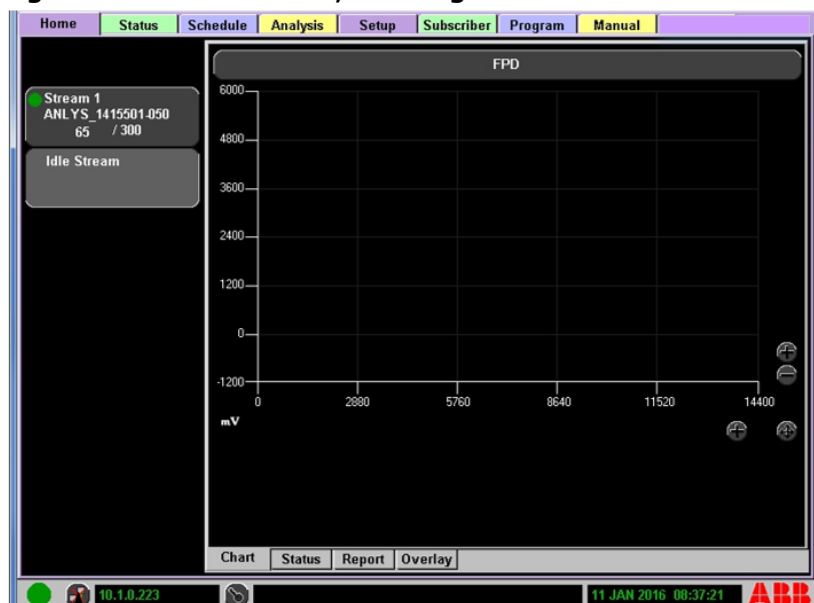 Home Status Schedule Analysis Setup Subscriber Program Manual
FPD
Stream 1
ANLYS_1415501-050
65 / 300
Idle Stream
6000
4800
3600
2400
1200
0
-1200
0 2880 5760 8640 11520 14400
mV
Chart Status Report Overlay
10.1.0.223 11 JAN 2016 08:37:21 ABB